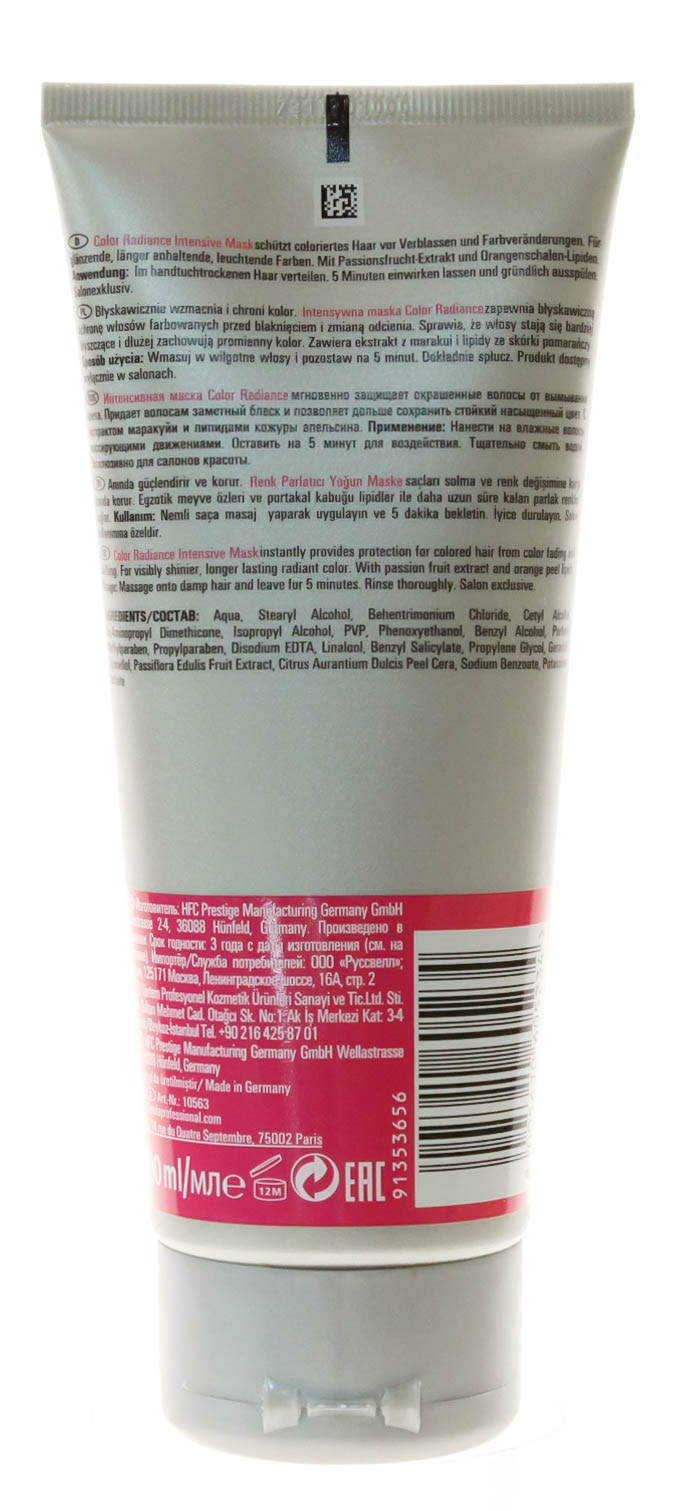 D Color Radiance Intensive Mask schützt coloriertes Haar vor Verblassen und Farbveränderungen. Für
glänzende, länger anhaltende, leuchtende Farben. Mit Passionsfrucht-Extrakt und Orangenschalen-Lipiden.
Anwendung: Im handtuchtrockenen Haar verteilen. 5 Minuten einwirken lassen und gründlich ausspülen.
Salonexklusiv.
PL Błyskawicznie wzmacnia i chroni kolor. Intensywna maska Color Radiance zapewnia błyskawiczną
ochronę włosów farbowanych przed blaknięciem i zmianą odcienia. Sprawia, że włosy stają się bardziej
błyszczące i dłużej zachowują promienny kolor. Zawiera ekstrakt z marakui i lipidy ze skórki pomarańczy.
Sposób użycia: Wmasuj w wilgotne włosy i pozostaw na 5 minut. Dokładnie spłucz. Produkt dostępny
wyłącznie w salonach.
Интенсивная маска Color Radiance мгновенно защищает окрашенные волосы от вымывания
цвета. Придает волосам заметный блеск и позволяет дольше сохранить стойкий насыщенный цвет. С
экстрактом маракуйи и липидами кожуры апельсина. Применение: Нанести на влажные волосы
массирующими движениями. Оставить на 5 минут для воздействия. Тщательно смыть водой.
Эксклюзивно для салонов красоты.
Anında güçlendirir ve korur. Renk Parlatıcı Yoğun Maske saçları solma ve renk değişimine
korur. Egzotik meyve özleri ve portakal kabuğu lipidler ile daha uzun süre kalan parlak
Kullanım: Nemli saça masaj yaparak uygulayın ve 5 dakika bekletin. İyice durulayın.
özeldir.
Color Radiance Intensive Mask instantly provides protection for colored hair from color fading
For visibly shinier, longer lasting radiant color. With passion fruit extract and orange peel
Massage onto damp hair and leave for 5 minutes. Rinse thoroughly. Salon exclusive.
INGREDIENTS/СОСТАВ: Aqua, Stearyl Alcohol, Behentrimonium Chloride, Cetyl
Dimethicone, Isopropyl Alcohol, PVP, Phenoxyethanol, Benzyl Alcohol,
Propylparaben, Disodium EDTA, Linalool, Benzyl Salicylate, Propylene Glycol,
Passiflora Edulis Fruit Extract, Citrus Aurantium Dulcis Peel Cera, Sodium Benzoate,
Изготовитель: HFC Prestige Manufacturing Germany GmbH
2-4, 36088 Hünfeld, Germany. Произведено в
Срок годности: 3 года с даты изготовления (см. на
Импортёр/Служба потребителей: ООО «Руссвелл»;
125171 Москва, Ленинградское шоссе, 16А, стр. 2
Profesyonel Kozmetik Ürünleri Sanayi ve Tic.Ltd. Sti.
Mehmet Cad. Otağcı Sk. No:1 Ak İş Merkezi Kat: 3-4
Beykoz-İstanbul Tel. +90 216 425 87 01
HFC Prestige Manufacturing Germany GmbH Wellastrasse
Hünfeld, Germany
üretilmiştir/ Made in Germany
Art.-Nr.: 10563
rue du Quatre Septembre, 75002 Paris
ml/мл℮ 12M EAC
91353656